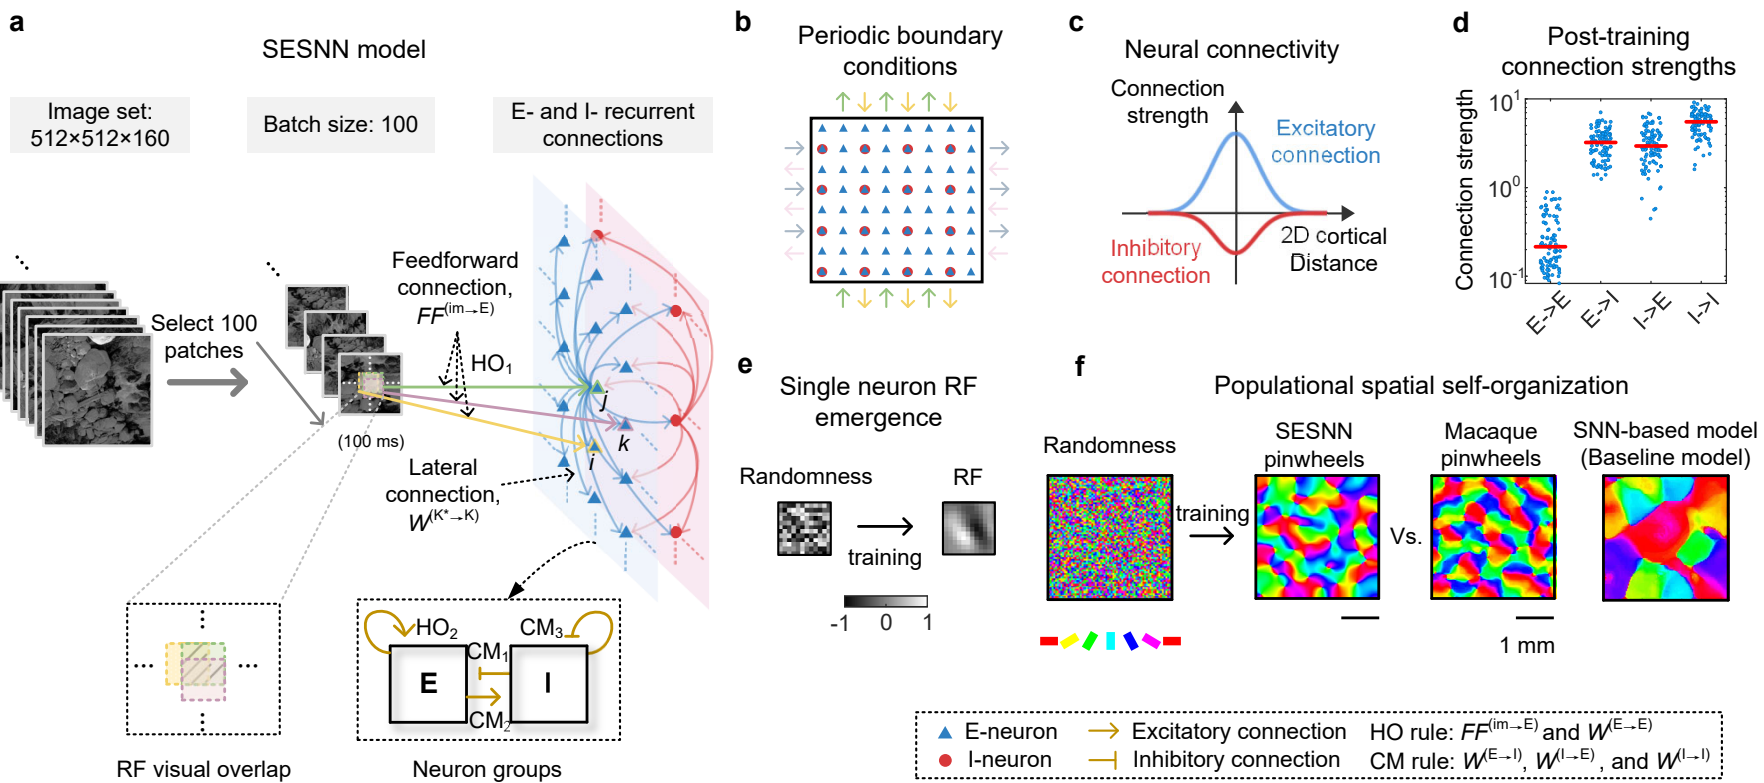 a
SESNN model
Image set:
512×512×160
Batch size: 100
E- and I- recurrent
connections
Select 100
patches
(100 ms)
Feedforward
connection,
FF^(im→E)
HO₁
Lateral
connection,
W^(K*→K)
j
k
i
RF visual overlap
HO₂
CM₃
CM₁
E
I
CM₂
Neuron groups
b
Periodic boundary
conditions
c
Neural connectivity
Connection
strength
Excitatory
connection
Inhibitory
connection
2D cortical
Distance
d
Post-training
connection strengths
Connection strength
10¹
10⁰
10⁻¹
E->E
E->I
I->E
I->I
e
Single neuron RF
emergence
Randomness
RF
training
-1 0 1
f
Populational spatial self-organization
Randomness
training
SESNN
pinwheels
Vs.
Macaque
pinwheels
SNN-based model
(Baseline model)
1 mm
E-neuron
Excitatory connection
HO rule: FF^(im→E) and W^(E→E)
I-neuron
Inhibitory connection
CM rule: W^(E→I), W^(I→E), and W^(I→I)